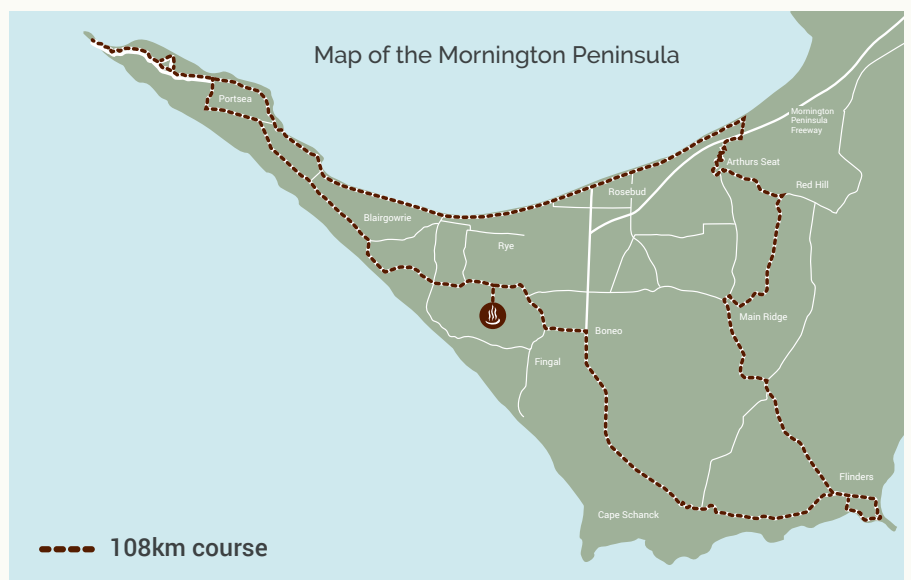 Map of the Mornington Peninsula
Portsea
Mornington
Peninsula
Freeway
Arthurs Seat
Red Hill
Rosebud
Blairgowrie
Rye
Main Ridge
Boneo
Fingal
Flinders
Cape Schanck
108km course